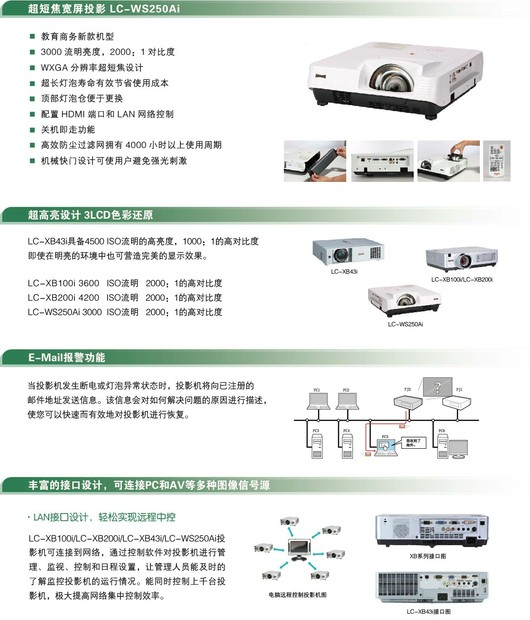 超短焦宽屏投影 LC-WS250Ai
教育商务新款机型
3000 流明亮度，2000：1 对比度
WXGA 分辨率超短焦设计
超长灯泡寿命有效节省使用成本
顶部灯泡仓便于更换
配置 HDMI 端口和 LAN 网络控制
关机即走功能
高效防尘过滤网拥有 4000 小时以上使用周期
机械快门设计可使用户避免强光刺激
超高亮设计 3LCD色彩还原
LC-XB43i具备4500 ISO流明的高亮度，1000：1的高对比度
即使在明亮的环境中也可营造完美的显示效果。
LC-XB100i 3600 ISO流明 2000：1的高对比度
LC-XB200i 4200 ISO流明 2000：1的高对比度
LC-WS250Ai 3000 ISO流明 2000：1的高对比度
LC-XB43i
LC-XB100i/LC-XB200i
LC-WS250Ai
E-Mail报警功能
当投影机发生断电或灯泡异常状态时，投影机将向已注册的
邮件地址发送信息。该信息会对如何解决问题的原因进行描述，
使您可以快速而有效地对投影机进行恢复。
PC1
PC2
PJ0
PJ1
?
PC3
PC4
PC5
PC6
丰富的接口设计，可连接PC和AV等多种图像信号源
·LAN接口设计、轻松实现远程中控
LC-XB100i/LC-XB200i/LC-XB43i/LC-WS250Ai投
影机可连接到网络，通过控制软件对投影机进行管
理、监视、控制和日程设置，让管理人员能及时的
了解监控投影机的运行情况。能同时控制上千台投
影机，极大提高网络集中控制效率。
电脑远程控制投影机图
XB系列接口图
LC-XB43i接口图